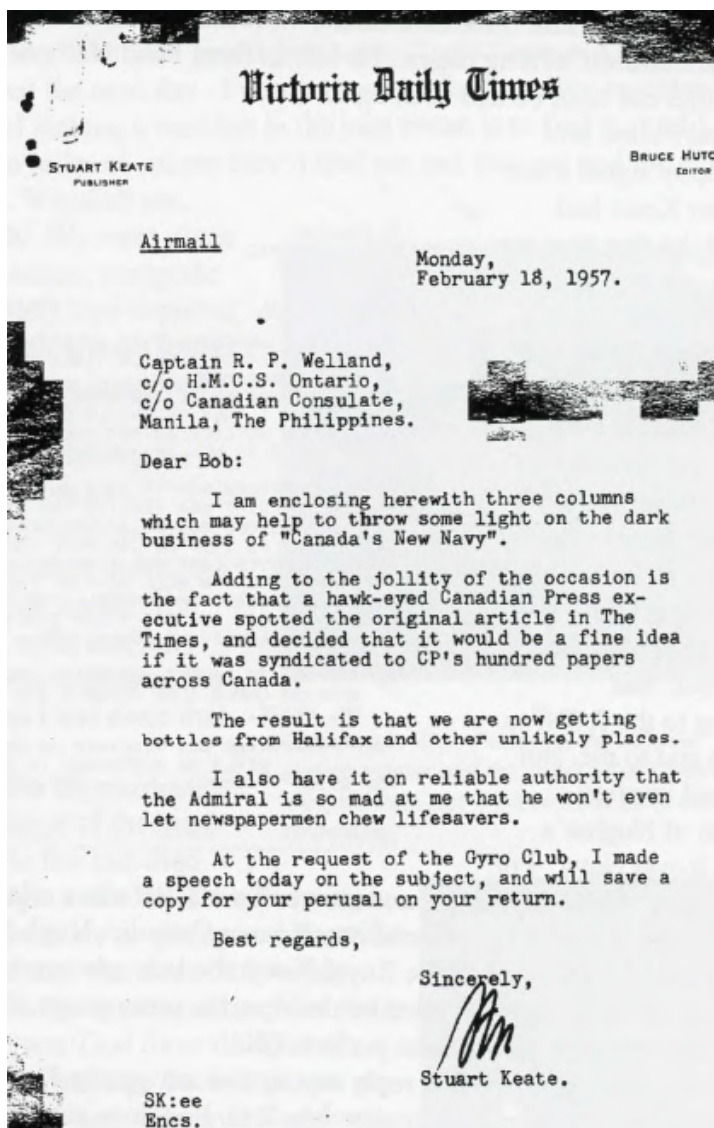 Victoria Daily Times
STUART KEATE
PUBLISHER
BRUCE HUTC
EDITOR
Airmail
Monday,
February 18, 1957.
Captain R. P. Welland,
c/o H.M.C.S. Ontario,
c/o Canadian Consulate,
Manila, The Philippines.
Dear Bob:
I am enclosing herewith three columns
which may help to throw some light on the dark
business of "Canada's New Navy".
Adding to the jollity of the occasion is
the fact that a hawk-eyed Canadian Press ex-
ecutive spotted the original article in The
Times, and decided that it would be a fine idea
if it was syndicated to CP's hundred papers
across Canada.
The result is that we are now getting
bottles from Halifax and other unlikely places.
I also have it on reliable authority that
the Admiral is so mad at me that he won't even
let newspapermen chew lifesavers.
At the request of the Gyro Club, I made
a speech today on the subject, and will save a
copy for your perusal on your return.
Best regards,
Sincerely,
Stuart Keate.
SK:ee
Encs.